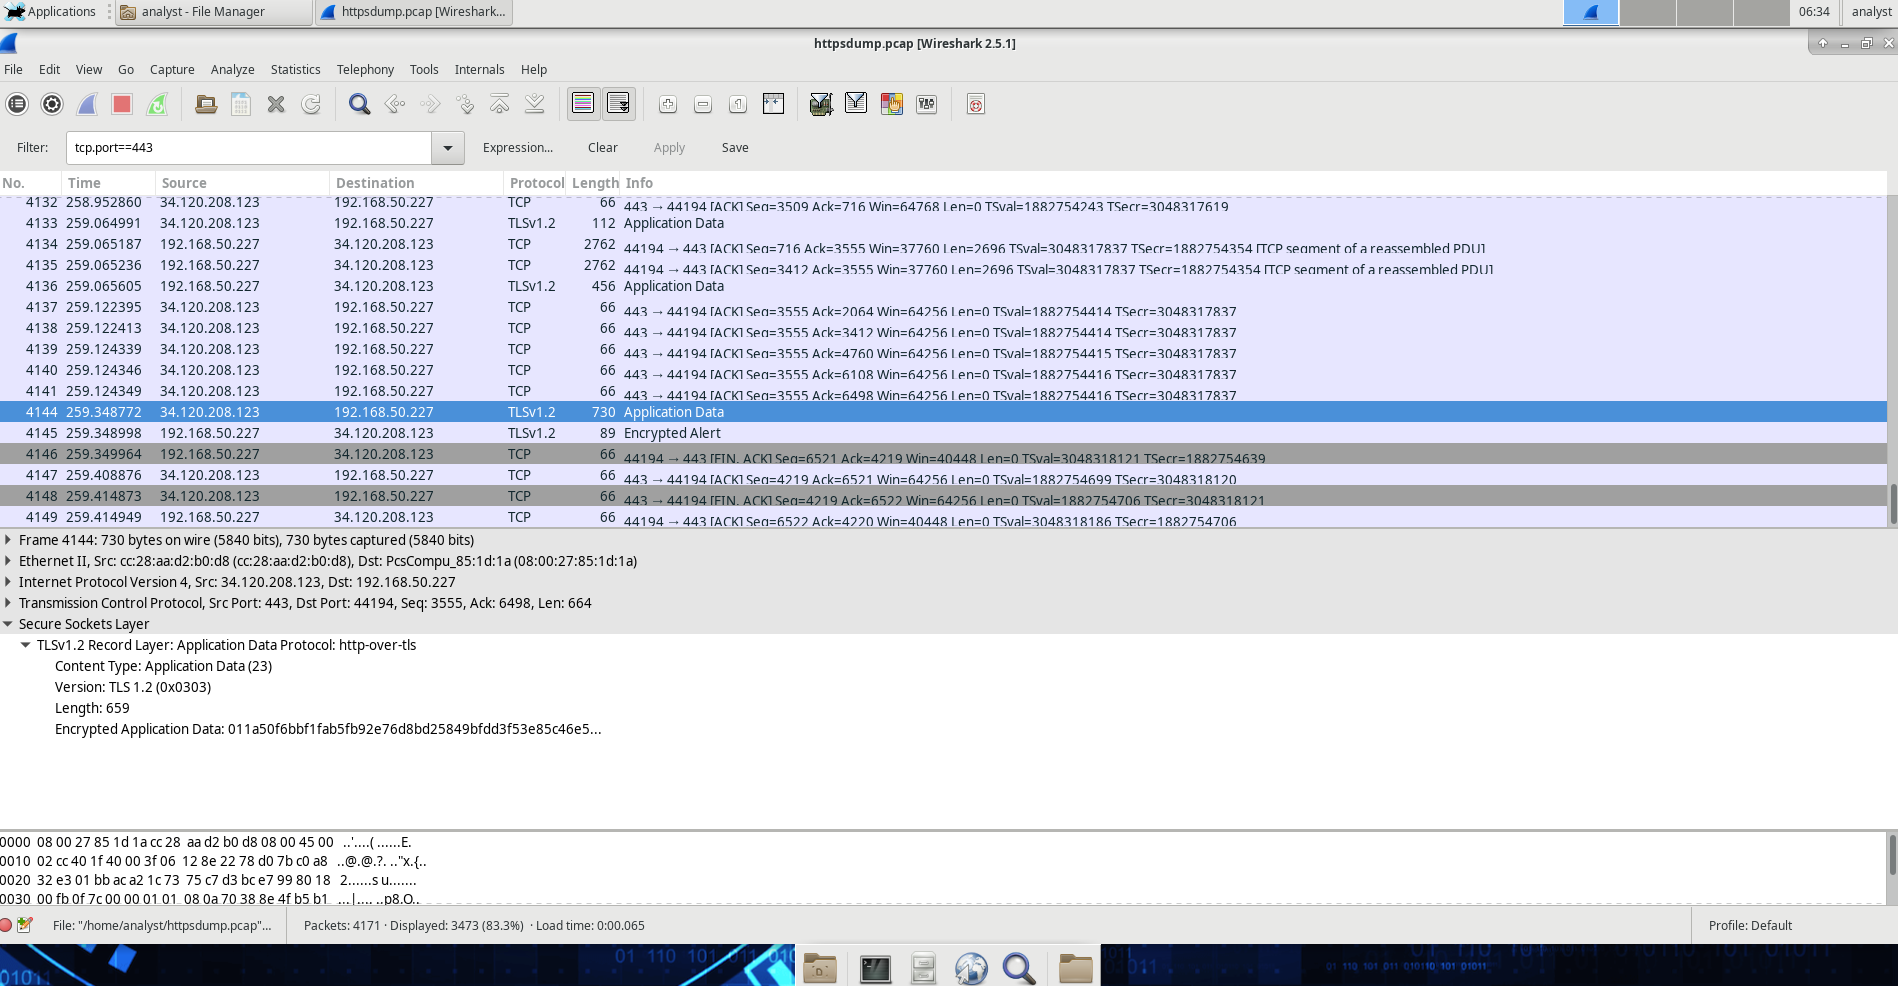 Applications analyst - File Manager httpsdump.pcap [Wireshark... 06:34 analyst
httpsdump.pcap [Wireshark 2.5.1]
File Edit View Go Capture Analyze Statistics Telephony Tools Internals Help
Filter: tcp.port==443 Expression... Clear Apply Save
No. Time Source Destination Protocol Length Info
4132 258.952860 34.120.208.123 192.168.50.227 TCP 66 443 → 44194 [ACK] Seq=3509 Ack=716 Win=64768 Len=0 TSval=1882754243 TSecr=3048317619
4133 259.064991 34.120.208.123 192.168.50.227 TLSv1.2 112 Application Data
4134 259.065187 192.168.50.227 34.120.208.123 TCP 2762 44194 → 443 [ACK] Seq=716 Ack=3555 Win=37760 Len=2696 TSval=3048317837 TSecr=1882754354 [TCP segment of a reassembled PDU]
4135 259.065236 192.168.50.227 34.120.208.123 TCP 2762 44194 → 443 [ACK] Seq=3412 Ack=3555 Win=37760 Len=2696 TSval=3048317837 TSecr=1882754354 [TCP segment of a reassembled PDU]
4136 259.065605 192.168.50.227 34.120.208.123 TLSv1.2 456 Application Data
4137 259.122395 34.120.208.123 192.168.50.227 TCP 66 443 → 44194 [ACK] Seq=3555 Ack=2064 Win=64256 Len=0 TSval=1882754414 TSecr=3048317837
4138 259.122413 34.120.208.123 192.168.50.227 TCP 66 443 → 44194 [ACK] Seq=3555 Ack=3412 Win=64256 Len=0 TSval=1882754414 TSecr=3048317837
4139 259.124339 34.120.208.123 192.168.50.227 TCP 66 443 → 44194 [ACK] Seq=3555 Ack=4760 Win=64256 Len=0 TSval=1882754415 TSecr=3048317837
4140 259.124346 34.120.208.123 192.168.50.227 TCP 66 443 → 44194 [ACK] Seq=3555 Ack=6108 Win=64256 Len=0 TSval=1882754416 TSecr=3048317837
4141 259.124349 34.120.208.123 192.168.50.227 TCP 66 443 → 44194 [ACK] Seq=3555 Ack=6498 Win=64256 Len=0 TSval=1882754416 TSecr=3048317837
4144 259.348772 34.120.208.123 192.168.50.227 TLSv1.2 730 Application Data
4145 259.348998 192.168.50.227 34.120.208.123 TLSv1.2 89 Encrypted Alert
4146 259.349964 192.168.50.227 34.120.208.123 TCP 66 44194 → 443 [FIN, ACK] Seq=6521 Ack=4219 Win=40448 Len=0 TSval=3048318121 TSecr=1882754639
4147 259.408876 34.120.208.123 192.168.50.227 TCP 66 443 → 44194 [ACK] Seq=4219 Ack=6521 Win=64256 Len=0 TSval=1882754699 TSecr=3048318120
4148 259.414873 34.120.208.123 192.168.50.227 TCP 66 443 → 44194 [FIN, ACK] Seq=4219 Ack=6522 Win=64256 Len=0 TSval=1882754706 TSecr=3048318121
4149 259.414949 192.168.50.227 34.120.208.123 TCP 66 44194 → 443 [ACK] Seq=6522 Ack=4220 Win=40448 Len=0 TSval=3048318186 TSecr=1882754706
Frame 4144: 730 bytes on wire (5840 bits), 730 bytes captured (5840 bits)
Ethernet II, Src: cc:28:aa:d2:b0:d8 (cc:28:aa:d2:b0:d8), Dst: PcsCompu_85:1d:1a (08:00:27:85:1d:1a)
Internet Protocol Version 4, Src: 34.120.208.123, Dst: 192.168.50.227
Transmission Control Protocol, Src Port: 443, Dst Port: 44194, Seq: 3555, Ack: 6498, Len: 664
Secure Sockets Layer
TLSv1.2 Record Layer: Application Data Protocol: http-over-tls
Content Type: Application Data (23)
Version: TLS 1.2 (0x0303)
Length: 659
Encrypted Application Data: 011a50f6bbf1fab5fb92e76d8bd25849bfdd3f53e85c46e5...
0000 08 00 27 85 1d 1a cc 28 aa d2 b0 d8 08 00 45 00 ..'....( ......E.
0010 02 cc 40 1f 40 00 3f 06 12 8e 22 78 d0 7b c0 a8 ..@.@.?. .."x.{..
0020 32 e3 01 bb ac a2 1c 73 75 c7 d3 bc e7 99 80 18 2......s u.......
0030 00 fb 0f 7c 00 00 01 01 08 0a 70 38 8e 4f b5 b1 ...|.... ..p8.O..
File: "/home/analyst/httpsdump.pcap"... Packets: 4171 · Displayed: 3473 (83.3%) · Load time: 0:00.065 Profile: Default